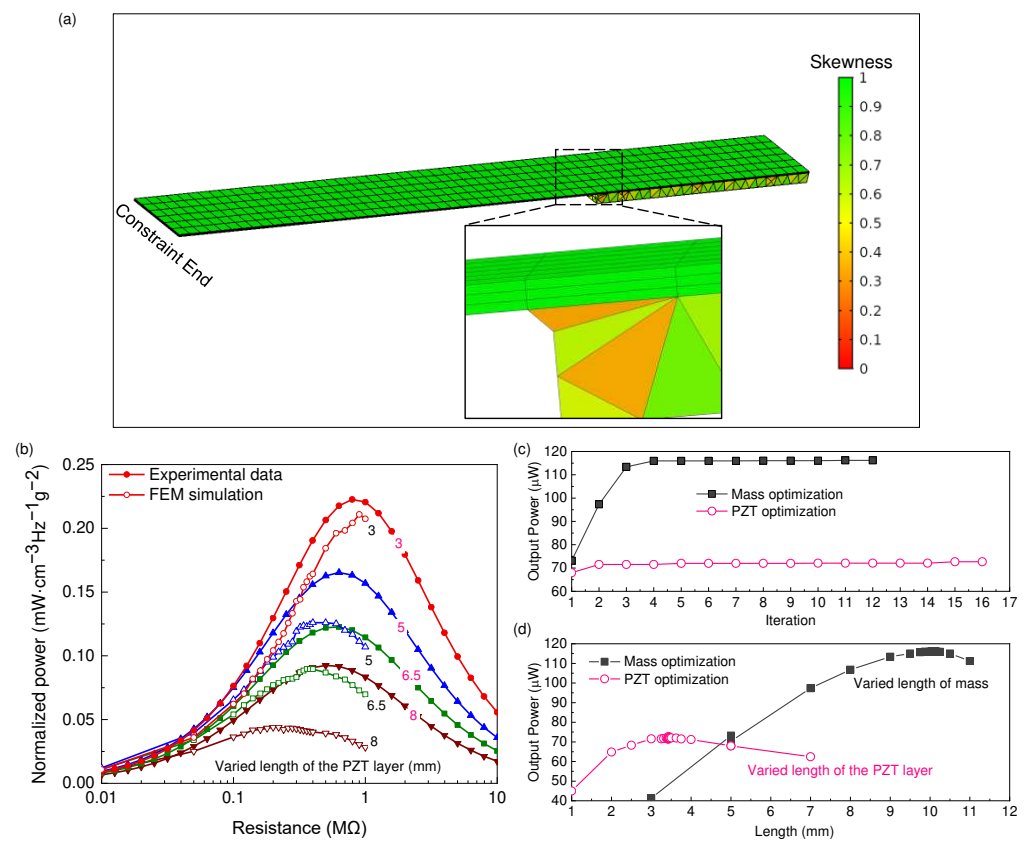 (a)
Skewness
1
0.9
0.8
0.7
0.6
0.5
0.4
0.3
0.2
0.1
0
Constraint End
(b)
Normalized power (mW·cm−3Hz−1g−2)
0.25
0.20
0.15
0.10
0.05
0.00
Experimental data
FEM simulation
3
3
5
5
6.5
6.5
8
8
Varied length of the PZT layer (mm)
0.01 0.1 1 10
Resistance (MΩ)
(c)
Output Power (μW)
120
110
100
90
80
70
60
Mass optimization
PZT optimization
1 2 3 4 5 6 7 8 9 10 11 12 13 14 15 16 17
Iteration
(d)
Output Power (μW)
120
110
100
90
80
70
60
50
40
Mass optimization
PZT optimization
Varied length of mass
Varied length of the PZT layer
1 2 3 4 5 6 7 8 9 10 11 12
Length (mm)